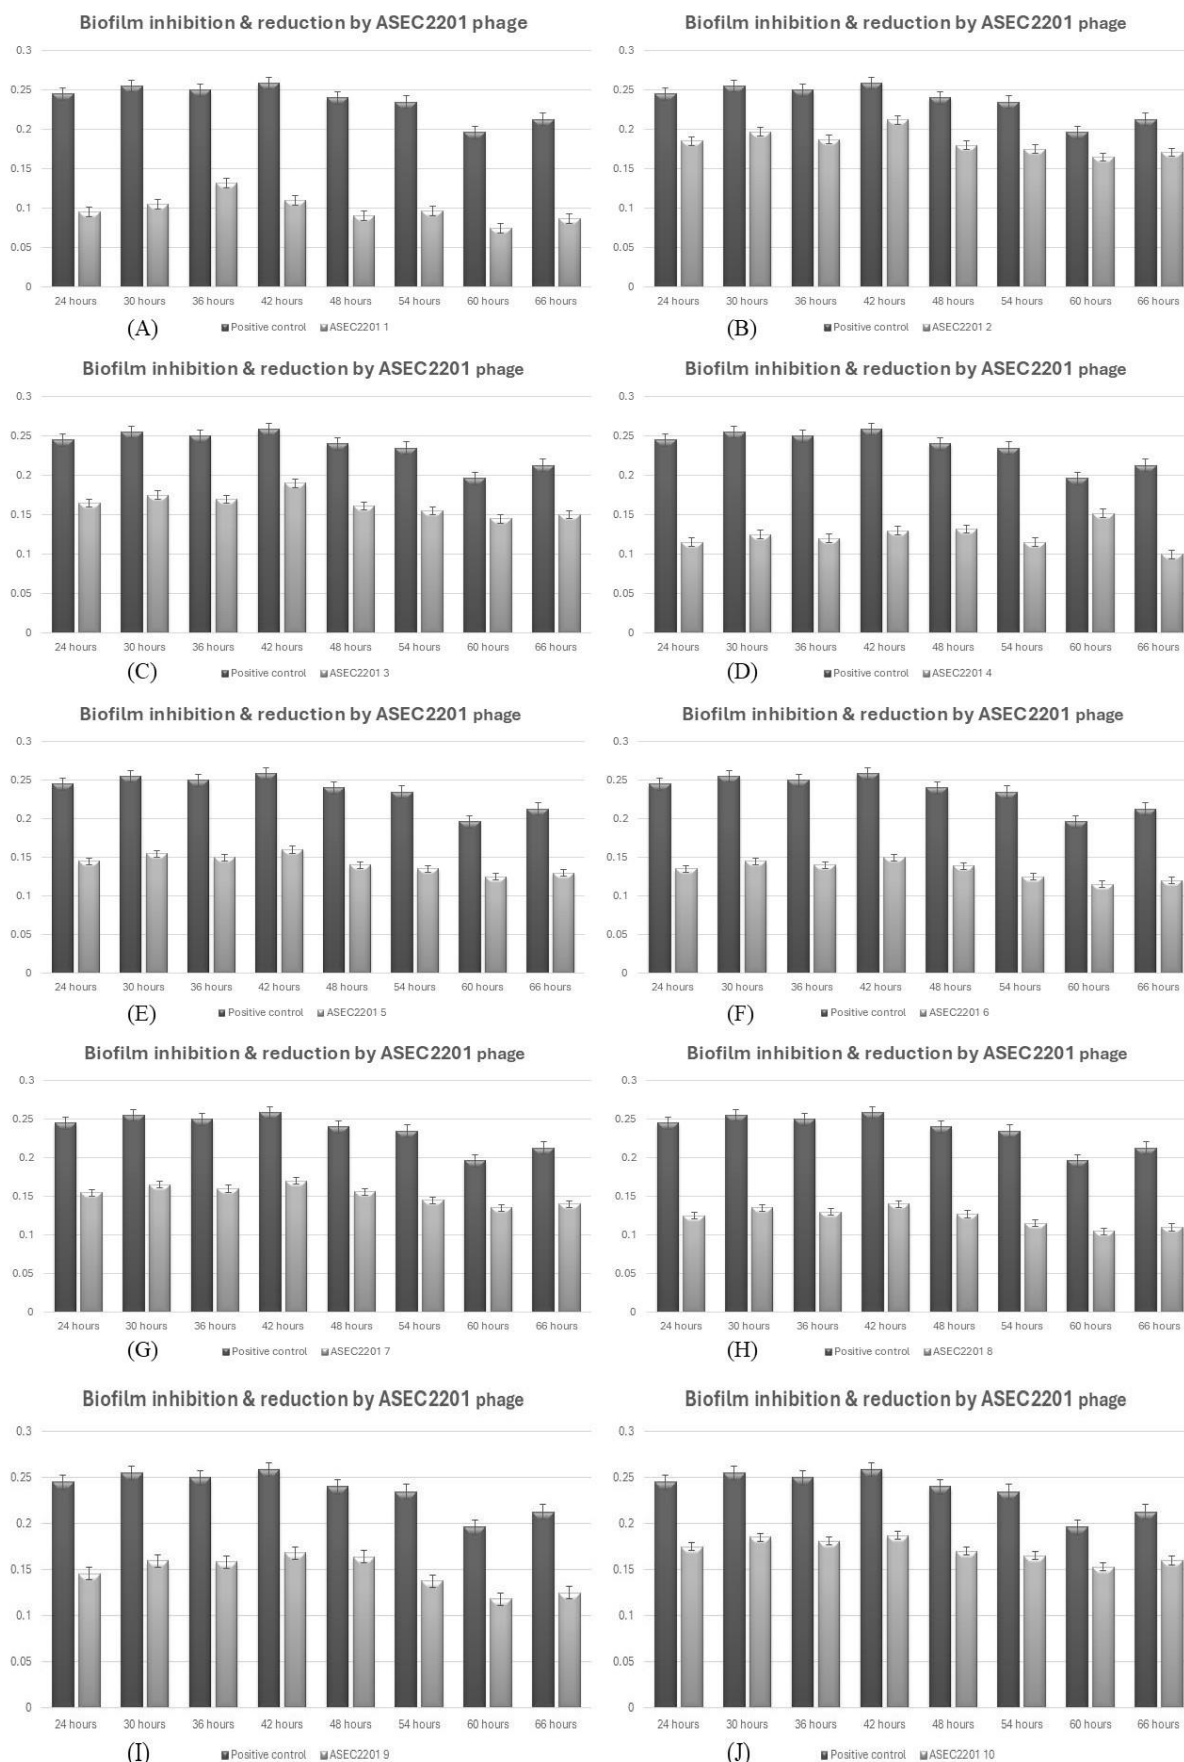 Biofilm inhibition & reduction by ASEC2201 phage
0.3
0.25
0.2
0.15
0.1
0.05
0
24 hours 30 hours 36 hours 42 hours 48 hours 54 hours 60 hours 66 hours
(A)
Positive control ASEC2201 1
Biofilm inhibition & reduction by ASEC2201 phage
0.3
0.25
0.2
0.15
0.1
0.05
0
24 hours 30 hours 36 hours 42 hours 48 hours 54 hours 60 hours 66 hours
(B)
Positive control ASEC2201 2
Biofilm inhibition & reduction by ASEC2201 phage
0.3
0.25
0.2
0.15
0.1
0.05
0
24 hours 30 hours 36 hours 42 hours 48 hours 54 hours 60 hours 66 hours
(C)
Positive control ASEC2201 3
Biofilm inhibition & reduction by ASEC2201 phage
0.3
0.25
0.2
0.15
0.1
0.05
0
24 hours 30 hours 36 hours 42 hours 48 hours 54 hours 60 hours 66 hours
(D)
Positive control ASEC2201 4
Biofilm inhibition & reduction by ASEC2201 phage
0.3
0.25
0.2
0.15
0.1
0.05
0
24 hours 30 hours 36 hours 42 hours 48 hours 54 hours 60 hours 66 hours
(E)
Positive control ASEC2201 5
Biofilm inhibition & reduction by ASEC2201 phage
0.3
0.25
0.2
0.15
0.1
0.05
0
24 hours 30 hours 36 hours 42 hours 48 hours 54 hours 60 hours 66 hours
(F)
Positive control ASEC2201 6
Biofilm inhibition & reduction by ASEC2201 phage
0.3
0.25
0.2
0.15
0.1
0.05
0
24 hours 30 hours 36 hours 42 hours 48 hours 54 hours 60 hours 66 hours
(G)
Positive control ASEC2201 7
Biofilm inhibition & reduction by ASEC2201 phage
0.3
0.25
0.2
0.15
0.1
0.05
0
24 hours 30 hours 36 hours 42 hours 48 hours 54 hours 60 hours 66 hours
(H)
Positive control ASEC2201 8
Biofilm inhibition & reduction by ASEC2201 phage
0.3
0.25
0.2
0.15
0.1
0.05
0
24 hours 30 hours 36 hours 42 hours 48 hours 54 hours 60 hours 66 hours
(I)
Positive control ASEC2201 9
Biofilm inhibition & reduction by ASEC2201 phage
0.3
0.25
0.2
0.15
0.1
0.05
0
24 hours 30 hours 36 hours 42 hours 48 hours 54 hours 60 hours 66 hours
(J)
Positive control ASEC2201 10